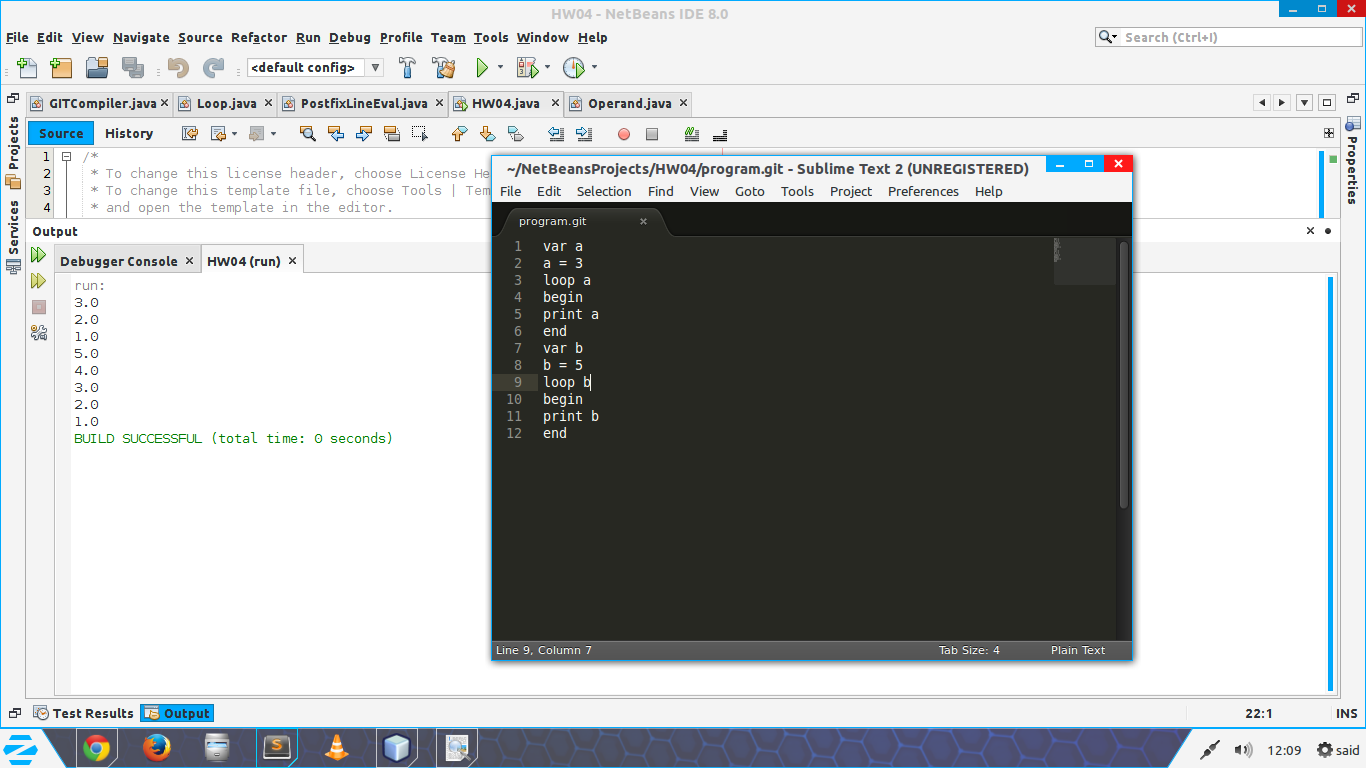 HW04 - NetBeans IDE 8.0
File Edit View Navigate Source Refactor Run Debug Profile Team Tools Window Help
Search (Ctrl+I)
<default config>
GITCompiler.java Loop.java PostfixLineEval.java HW04.java Operand.java
Projects
Services
Properties
Source History
1 /*
2 * To change this license header, choose License He
3 * To change this template file, choose Tools | Tem
4 * and open the template in the editor.
Output
Debugger Console HW04 (run)
run:
3.0
2.0
1.0
5.0
4.0
3.0
2.0
1.0
BUILD SUCCESSFUL (total time: 0 seconds)
~/NetBeansProjects/HW04/program.git - Sublime Text 2 (UNREGISTERED)
File Edit Selection Find View Goto Tools Project Preferences Help
program.git
1 var a
2 a = 3
3 loop a
4 begin
5 print a
6 end
7 var b
8 b = 5
9 loop b
10 begin
11 print b
12 end
Line 9, Column 7 Tab Size: 4 Plain Text
Test Results Output 22:1 INS
12:09 said